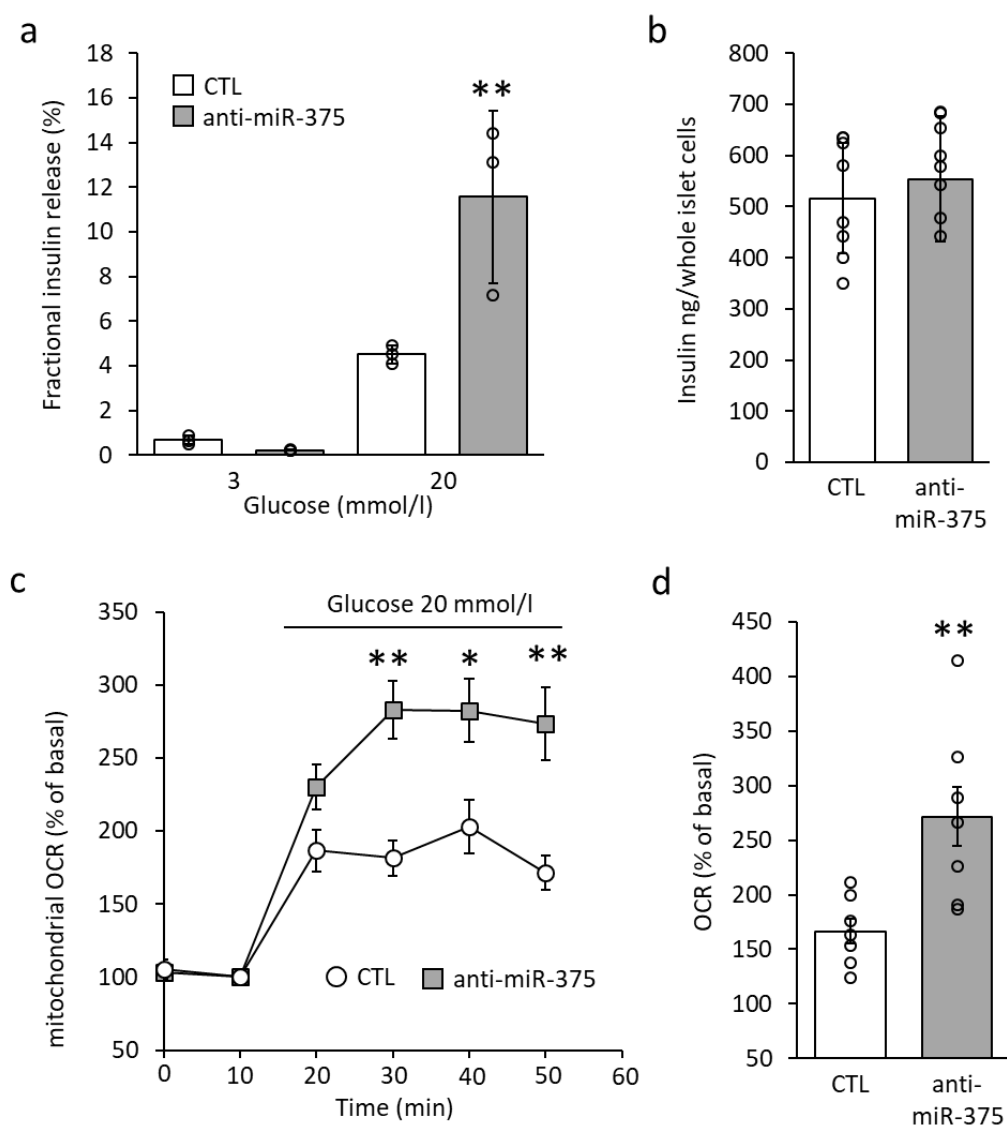 a
Fractional insulin release (%)
18
16
14
12
10
8
6
4
2
0
CTL
anti-miR-375
**
3
20
Glucose (mmol/l)
b
Insulin ng/whole islet cells
800
700
600
500
400
300
200
100
0
CTL
anti-
miR-375
c
mitochondrial OCR (% of basal)
350
300
250
200
150
100
50
Glucose 20 mmol/l
** * **
CTL
anti-miR-375
0 10 20 30 40 50 60
Time (min)
d
OCR (% of basal)
450
400
350
300
250
200
150
100
50
**
CTL
anti-
miR-375